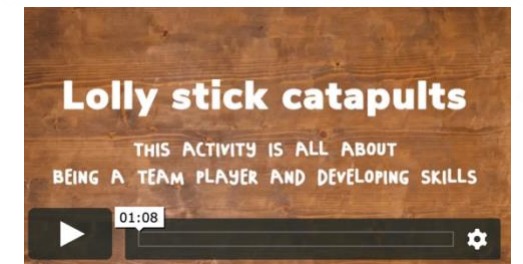 Lolly stick catapults
THIS ACTIVITY IS ALL ABOUT
BEING A TEAM PLAYER AND DEVELOPING SKILLS
01:08